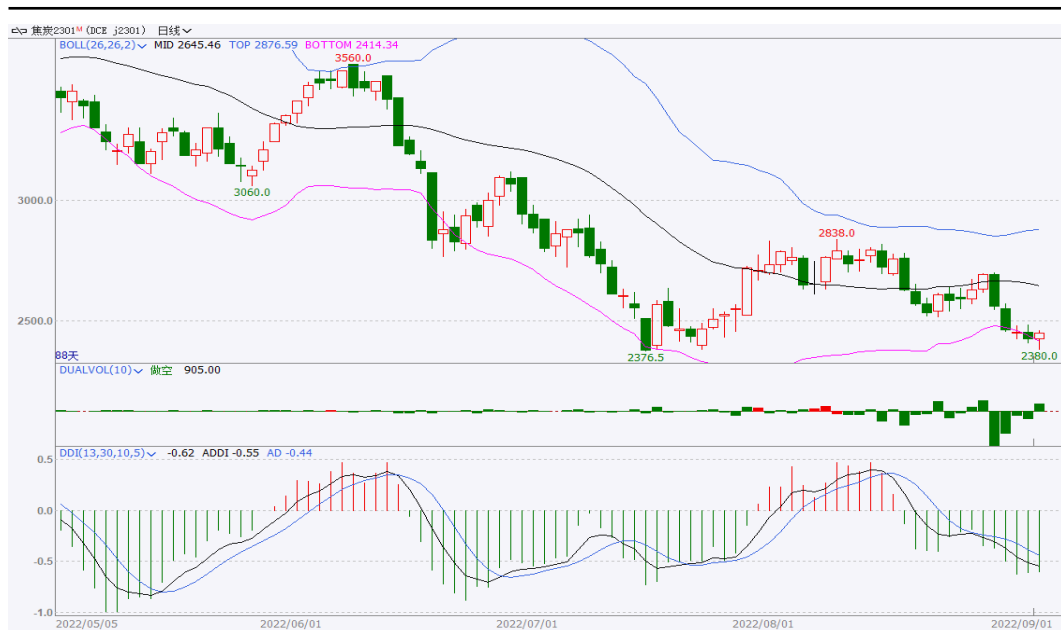 焦炭2301ᴹ (DCE j2301) 日线
BOLL(26,26,2) MID 2645.46 TOP 2876.59 BOTTOM 2414.34
3560.0
3060.0
3000.0
2838.0
2500.0
2376.5
2380.0
88天
DUALVOL(10) 做空 905.00
DDI(13,30,10,5) -0.62 ADDI -0.55 AD -0.44
0.5
0.0
-0.5
-1.0
2022/05/05 2022/06/01 2022/07/01 2022/08/01 2022/09/01